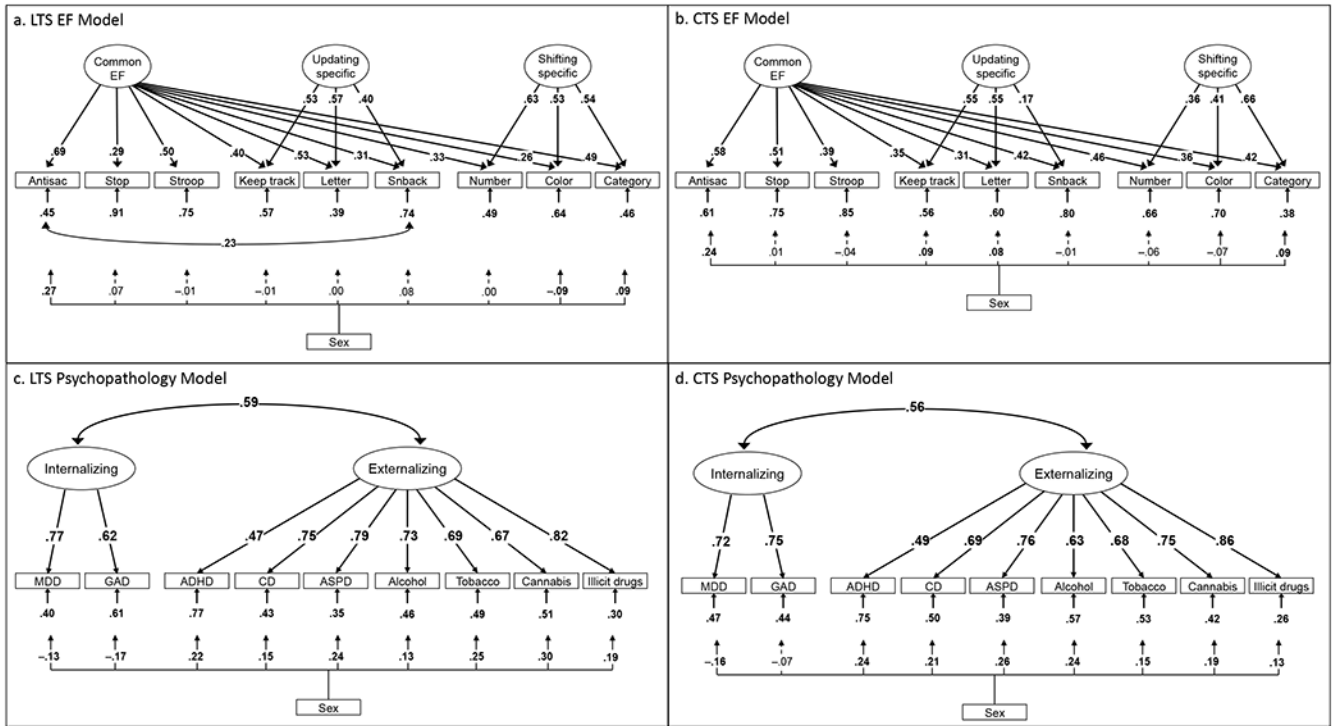 a. LTS EF Model
Common EF
Updating specific
Shifting specific
.53 .57 .40
.63 .53 .54
.69 .29 .50 .40 .53 .31 .33 .26 .49
Antisac Stop Stroop Keep track Letter Snback Number Color Category
.45 .91 .75 .57 .39 .74 .49 .64 .46
.23
.27 .07 –.01 –.01 .00 .08 .00 –.09 .09
Sex
b. CTS EF Model
Common EF
Updating specific
Shifting specific
.55 .55 .17
.36 .41 .66
.58 .51 .39 .35 .31 .42 .46 .36 .42
Antisac Stop Stroop Keep track Letter Snback Number Color Category
.61 .75 .85 .56 .60 .80 .66 .70 .38
.24 .01 –.04 .09 .08 –.01 –.06 –.07 .09
Sex
c. LTS Psychopathology Model
.59
Internalizing
Externalizing
.77 .62 .47 .75 .79 .73 .69 .67 .82
MDD GAD ADHD CD ASPD Alcohol Tobacco Cannabis Illicit drugs
.40 .61 .77 .43 .35 .46 .49 .51 .30
–.13 –.17 .22 .15 .24 .13 .25 .30 .19
Sex
d. CTS Psychopathology Model
.56
Internalizing
Externalizing
.72 .75 .49 .69 .76 .63 .68 .75 .86
MDD GAD ADHD CD ASPD Alcohol Tobacco Cannabis Illicit drugs
.47 .44 .75 .50 .39 .57 .53 .42 .26
–.16 –.07 .24 .21 .26 .24 .15 .19 .13
Sex